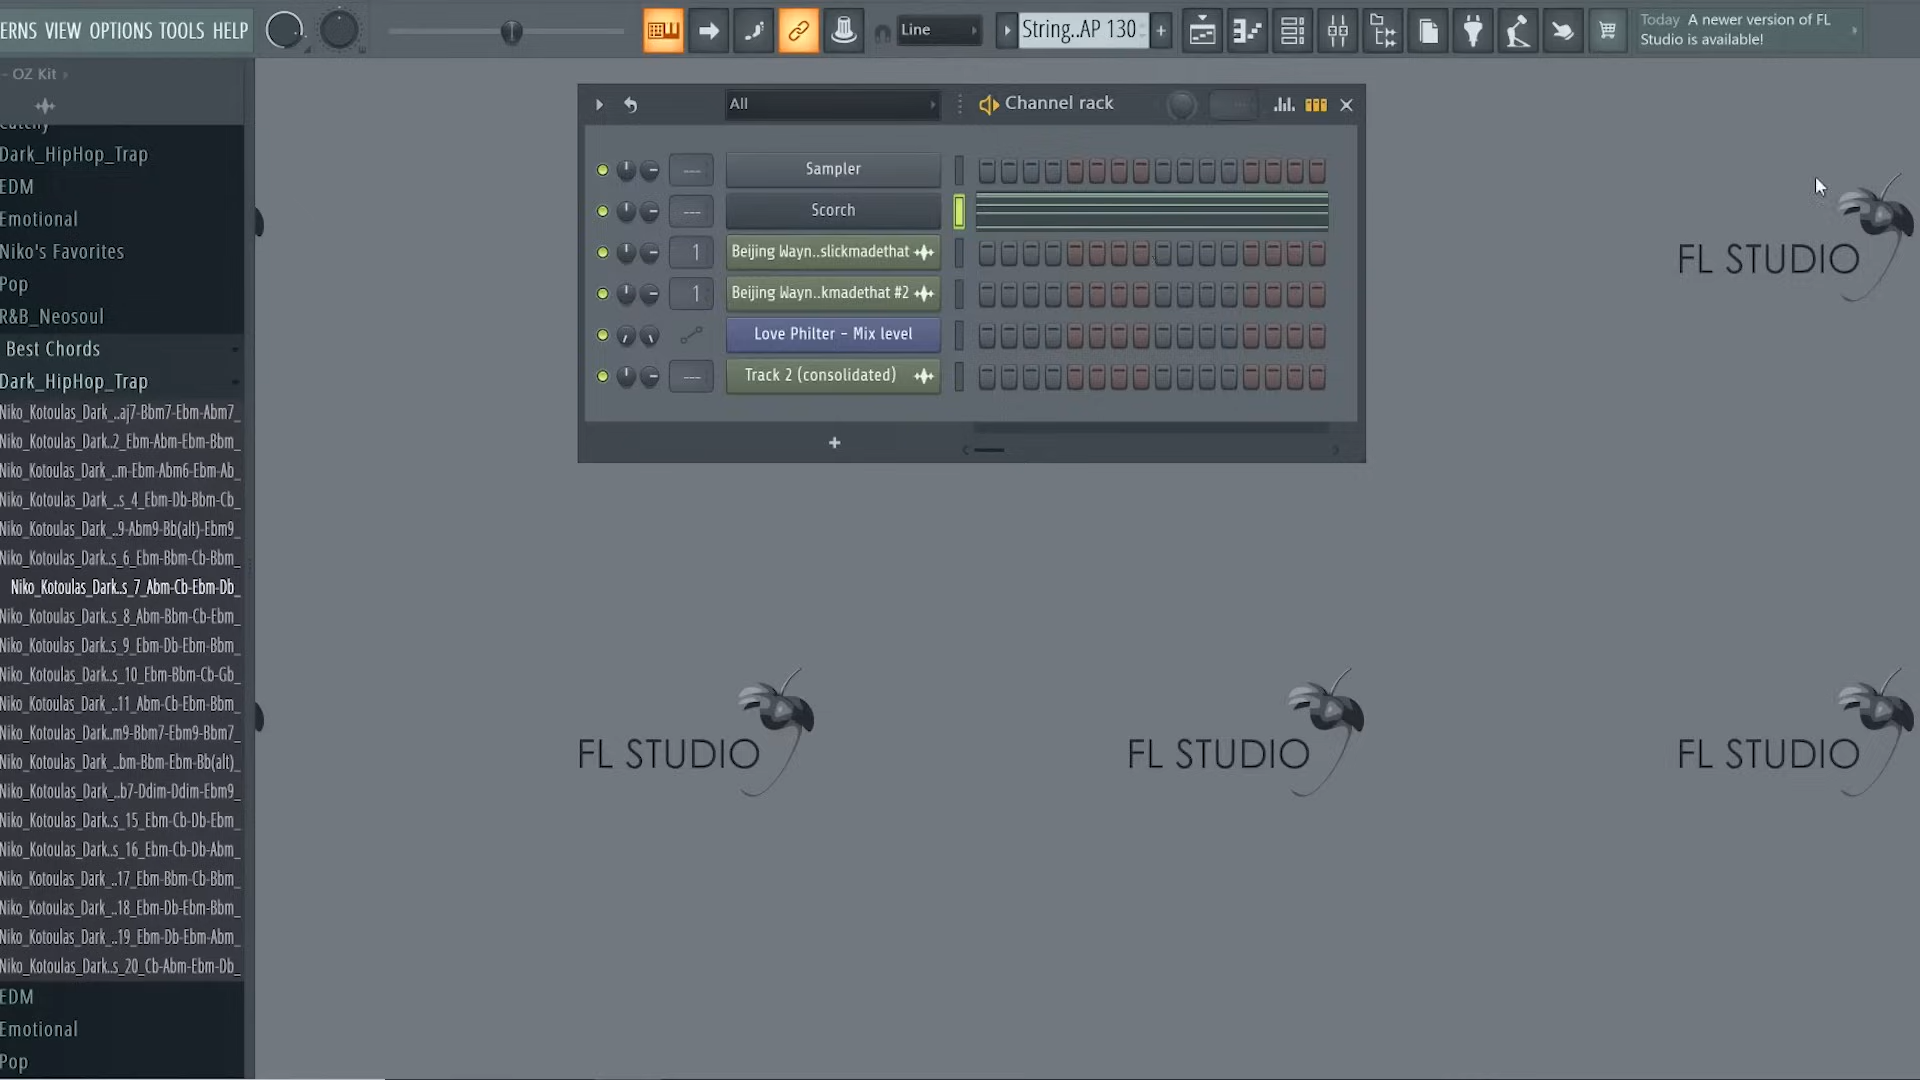 ERNS VIEW OPTIONS TOOLS HELP
Line
String..AP 130
+
Today A newer version of FL
Studio is available!
- OZ Kit
Catchy
Dark_HipHop_Trap
EDM
Emotional
Niko's Favorites
Pop
R&B_Neosoul
Best Chords
Dark_HipHop_Trap
Niko_Kotoulas_Dark_..aj7-Bbm7-Ebm-Abm7_
Niko_Kotoulas_Dark..2_Ebm-Abm-Ebm-Bbm_
Niko_Kotoulas_Dark_..m-Ebm-Abm6-Ebm-Ab_
Niko_Kotoulas_Dark_..s_4_Ebm-Db-Bbm-Cb_
Niko_Kotoulas_Dark_..9-Abm9-Bb(alt)-Ebm9_
Niko_Kotoulas_Dark..s_6_Ebm-Bbm-Cb-Bbm_
Niko_Kotoulas_Dark..s_7_Abm-Cb-Ebm-Db_
Niko_Kotoulas_Dark..s_8_Abm-Bbm-Cb-Ebm_
Niko_Kotoulas_Dark..s_9_Ebm-Db-Ebm-Bbm_
Niko_Kotoulas_Dark..s_10_Ebm-Bbm-Cb-Gb_
Niko_Kotoulas_Dark_..11_Abm-Cb-Ebm-Bbm_
Niko_Kotoulas_Dark..m9-Bbm7-Ebm9-Bbm7_
Niko_Kotoulas_Dark_..bm-Bbm-Ebm-Bb(alt)_
Niko_Kotoulas_Dark_..b7-Ddim-Ddim-Ebm9_
Niko_Kotoulas_Dark..s_15_Ebm-Cb-Db-Ebm_
Niko_Kotoulas_Dark..s_16_Ebm-Cb-Db-Abm_
Niko_Kotoulas_Dark_..17_Ebm-Bbm-Cb-Bbm_
Niko_Kotoulas_Dark_..18_Ebm-Db-Ebm-Bbm_
Niko_Kotoulas_Dark_..19_Ebm-Db-Ebm-Abm_
Niko_Kotoulas_Dark..s_20_Cb-Abm-Ebm-Db_
EDM
Emotional
Pop
All
Channel rack
--- Sampler
--- Scorch
1 Beijing Wayn..slickmadethat
1 Beijing Wayn..kmadethat #2
Love Philter - Mix level
--- Track 2 (consolidated)
+
FL STUDIO
FL STUDIO
FL STUDIO
FL STUDIO